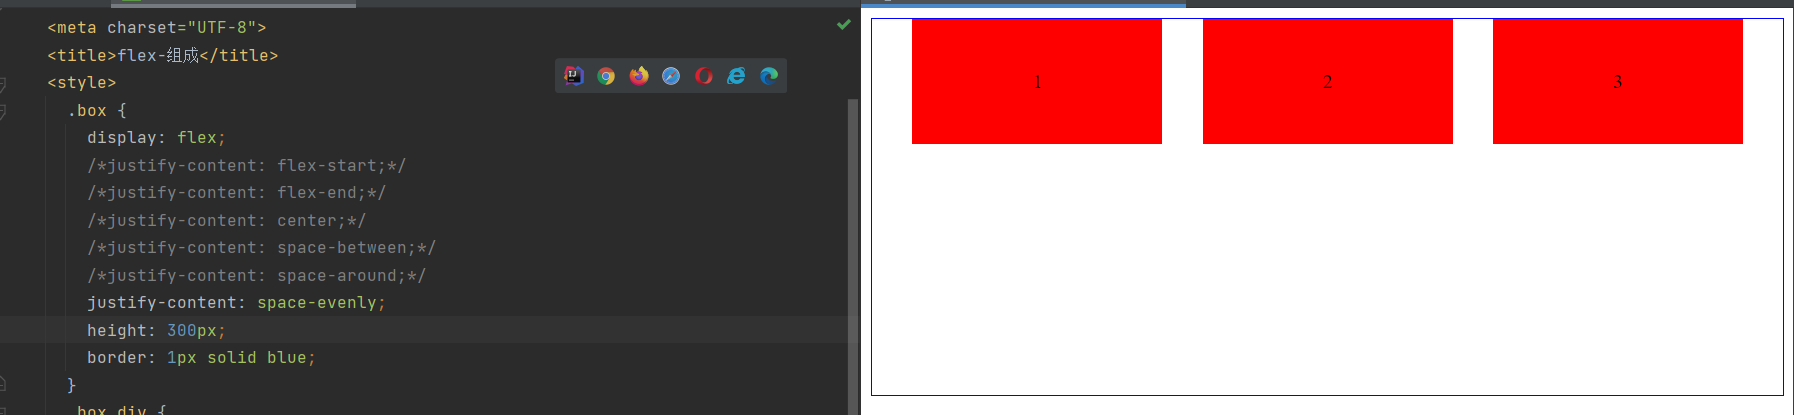 <meta charset="UTF-8">
<title>flex-组成</title>
<style>
.box {
display: flex;
/*justify-content: flex-start;*/
/*justify-content: flex-end;*/
/*justify-content: center;*/
/*justify-content: space-between;*/
/*justify-content: space-around;*/
justify-content: space-evenly;
height: 300px;
border: 1px solid blue;
}
.box div {
1
2
3